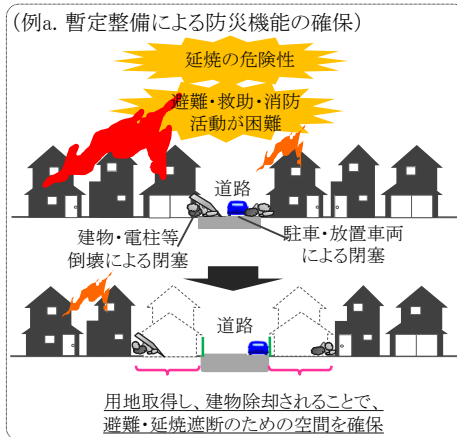 (例a. 暫定整備による防災機能の確保)
延焼の危険性
避難・救助・消防
活動が困難
道路
建物・電柱等
倒壊による閉塞
駐車・放置車両
による閉塞
道路
用地取得し、建物除却されることで、
避難・延焼遮断のための空間を確保